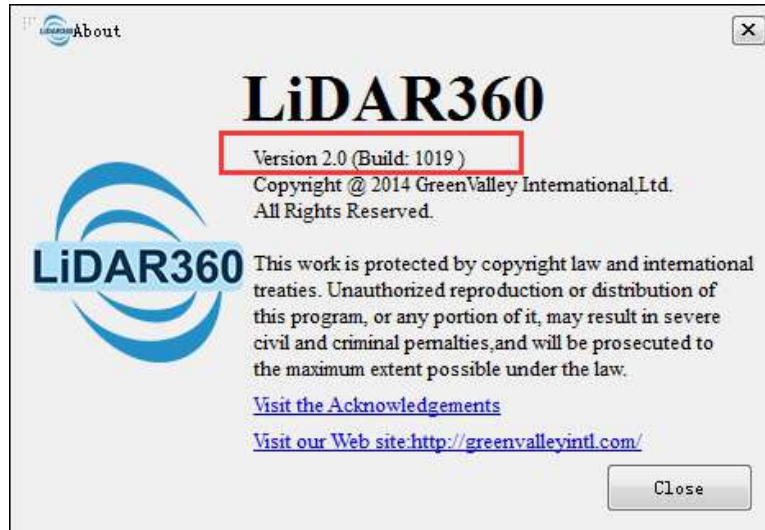 About
LiDAR360
Version 2.0 (Build: 1019 )
Copyright @ 2014 GreenValley International,Ltd.
All Rights Reserved.
LiDAR360
This work is protected by copyright law and international
treaties. Unauthorized reproduction or distribution of
this program, or any portion of it, may result in severe
civil and criminal penalties,and will be prosecuted to
the maximum extent possible under the law.
Visit the Acknowledgements
Visit our Web site:http://greenvalleyintl.com/
Close